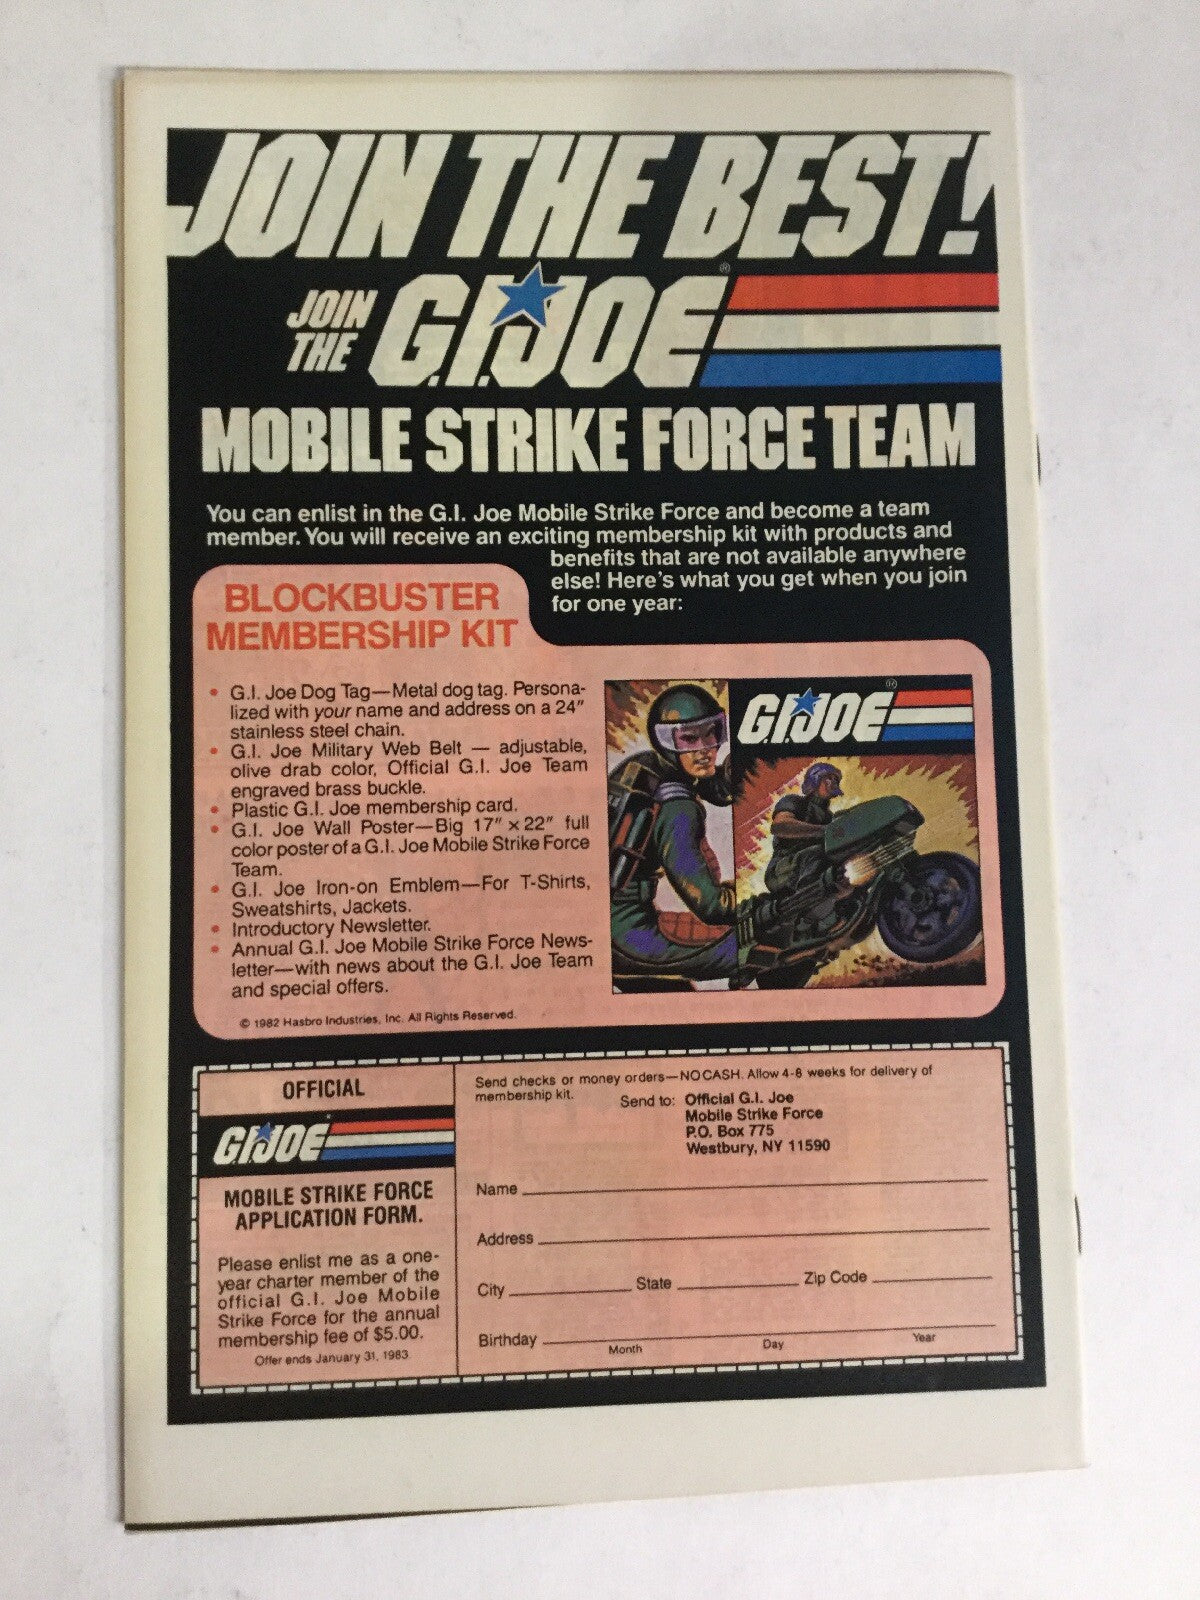 JOIN THE BEST!
JOIN
THE
G.I. JOE®
MOBILE STRIKE FORCE TEAM
You can enlist in the G.I. Joe Mobile Strike Force and become a team
member. You will receive an exciting membership kit with products and
benefits that are not available anywhere
else! Here's what you get when you join
for one year:
BLOCKBUSTER
MEMBERSHIP KIT
• G.I. Joe Dog Tag—Metal dog tag. Persona-
lized with your name and address on a 24"
stainless steel chain.
• G.I. Joe Military Web Belt — adjustable,
olive drab color, Official G.I. Joe Team
engraved brass buckle.
• Plastic G.I. Joe membership card.
• G.I. Joe Wall Poster—Big 17" x 22" full
color poster of a G.I. Joe Mobile Strike Force
Team.
• G.I. Joe Iron-on Emblem—For T-Shirts,
Sweatshirts, Jackets.
• Introductory Newsletter.
• Annual G.I. Joe Mobile Strike Force News-
letter—with news about the G.I. Joe Team
and special offers.
© 1982 Hasbro Industries, Inc. All Rights Reserved.
G.I. JOE®
OFFICIAL
G.I. JOE
MOBILE STRIKE FORCE
APPLICATION FORM.
Please enlist me as a one-
year charter member of the
official G.I. Joe Mobile
Strike Force for the annual
membership fee of $5.00.
Offer ends January 31, 1983
Send checks or money orders—NO CASH. Allow 4-8 weeks for delivery of
membership kit.
Send to: Official G.I. Joe
Mobile Strike Force
P.O. Box 775
Westbury, NY 11590
Name
Address
City State Zip Code
Birthday
Month Day Year